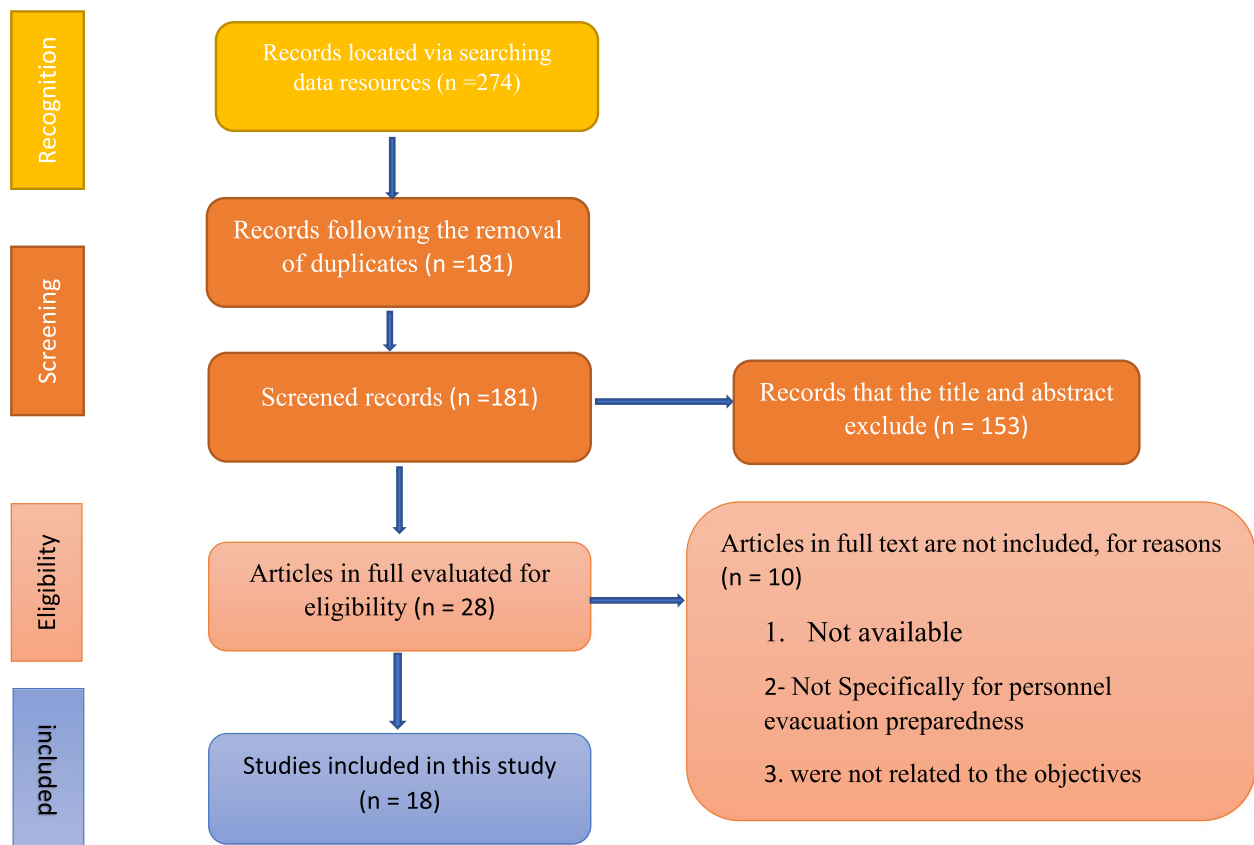 Recognition
Records located via searching
data resources (n =274)
Screening
Records following the removal
of duplicates (n =181)
Screened records (n =181)
Records that the title and abstract
exclude (n = 153)
Eligibility
Articles in full evaluated for
eligibility (n = 28)
Articles in full text are not included, for reasons
(n = 10)
1. Not available
2- Not Specifically for personnel
evacuation preparedness
3. were not related to the objectives
included
Studies included in this study
(n = 18)